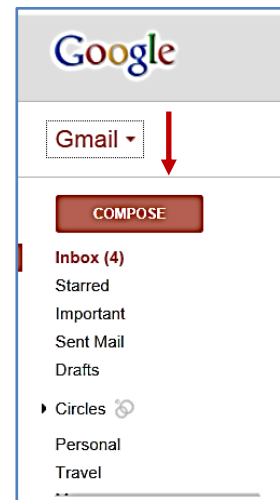 Google
Gmail
COMPOSE
Inbox (4)
Starred
Important
Sent Mail
Drafts
Circles
Personal
Travel